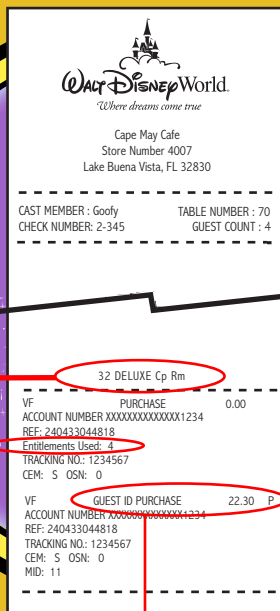 WALT DISNEY World.
Where dreams come true
Cape May Cafe
Store Number 4007
Lake Buena Vista, FL 32830
CAST MEMBER : Goofy TABLE NUMBER : 70
CHECK NUMBER: 2-345 GUEST COUNT : 4
32 DELUXE Cp Rm
VF PURCHASE 0.00
ACCOUNT NUMBER XXXXXXXXXXXXXX1234
REF: 240433044818
Entitlements Used: 4
TRACKING NO.: 1234567
CEM: S OSN: 0
VF GUEST ID PURCHASE 22.30 P
ACCOUNT NUMBER XXXXXXXXXXXXXX1234
REF: 240433044818
TRACKING NO.: 1234567
CEM: S OSN: 0
MID: 11